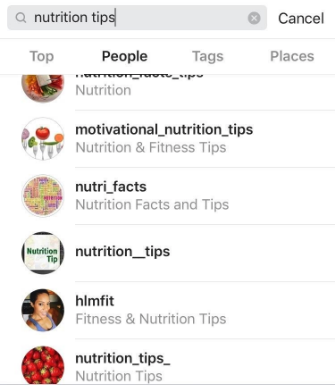 nutrition tips
Cancel
Top People Tags Places
nutrition_facts_tips
Nutrition
motivational_nutrition_tips
Nutrition & Fitness Tips
nutri_facts
Nutrition Facts and Tips
Nutrition
Tip
nutrition__tips
hlmfit
Fitness & Nutrition Tips
nutrition_tips_
Nutrition Tips